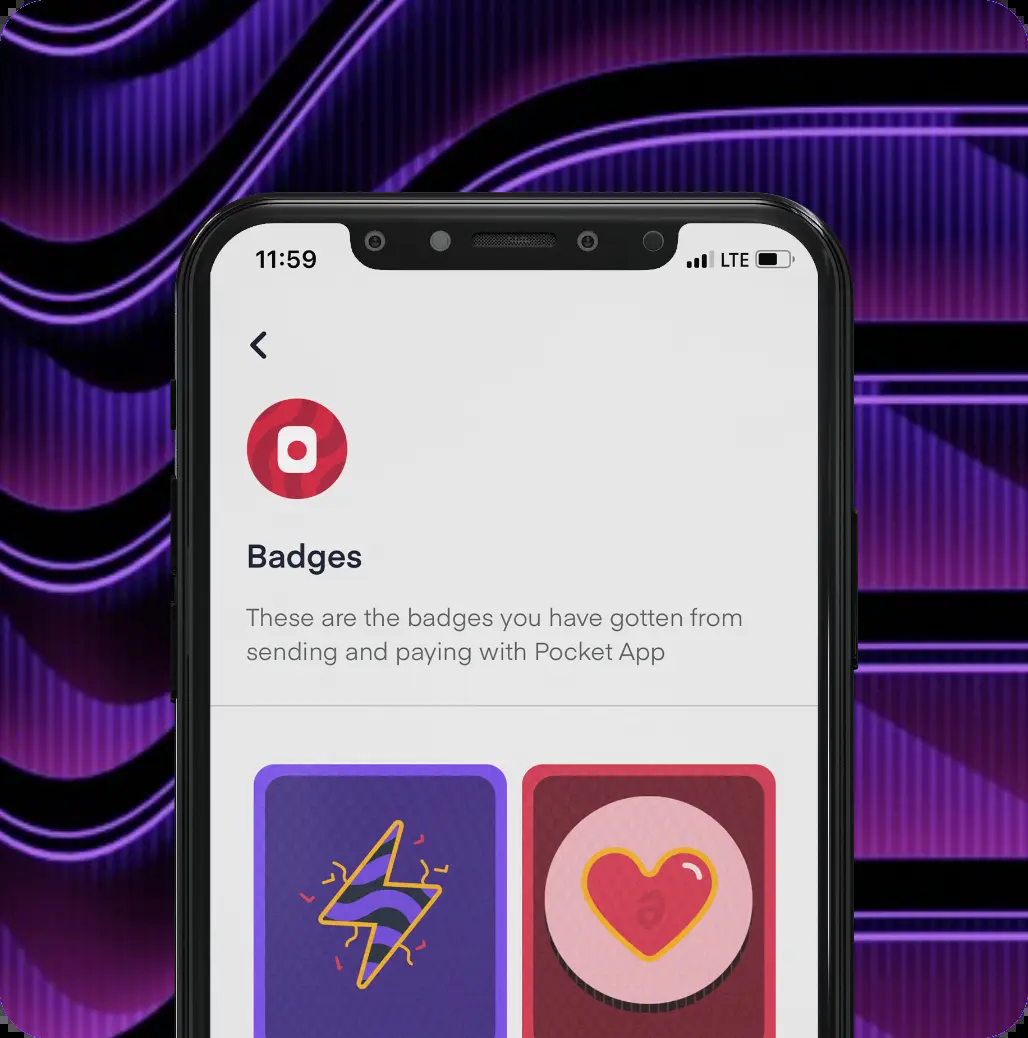 11:59
LTE
Badges
These are the badges you have gotten from
sending and paying with Pocket App